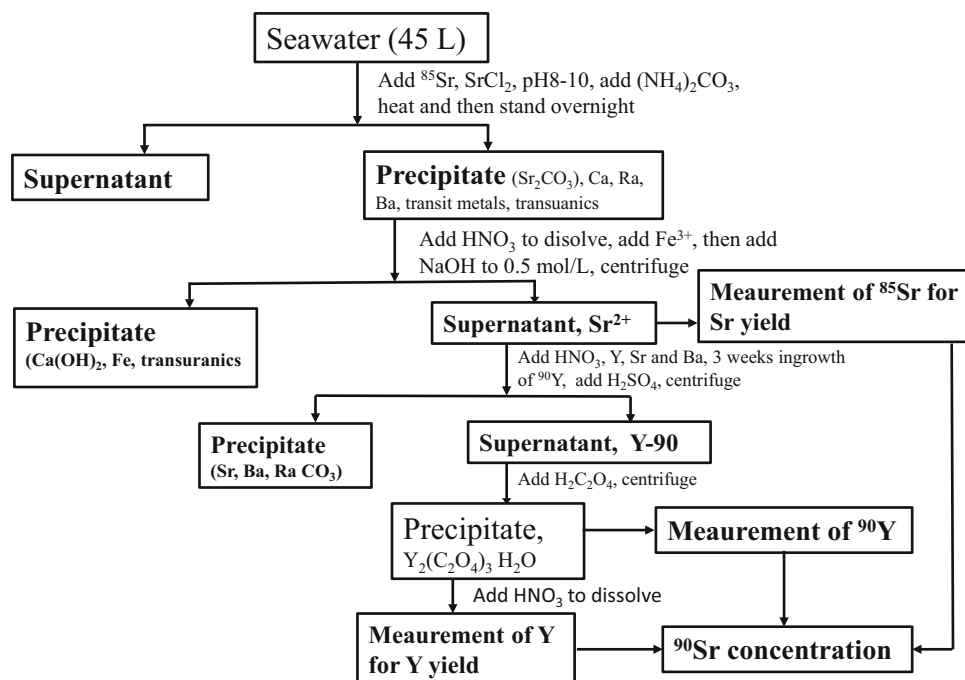 Seawater (45 L)
Add ⁸⁵Sr, SrCl₂, pH8-10, add (NH₄)₂CO₃,
heat and then stand overnight
Supernatant
Precipitate (Sr₂CO₃), Ca, Ra,
Ba, transit metals, transuanics
Add HNO₃ to disolve, add Fe³⁺, then add
NaOH to 0.5 mol/L, centrifuge
Precipitate
(Ca(OH)₂, Fe, transuranics
Supernatant, Sr²⁺
Meaurement of ⁸⁵Sr for
Sr yield
Add HNO₃, Y, Sr and Ba, 3 weeks ingrowth
of ⁹⁰Y, add H₂SO₄, centrifuge
Precipitate
(Sr, Ba, Ra CO₃)
Supernatant, Y-90
Add H₂C₂O₄, centrifuge
Precipitate,
Y₂(C₂O₄)₃ H₂O
Meaurement of ⁹⁰Y
Add HNO₃ to dissolve
Meaurement of Y
for Y yield
⁹⁰Sr concentration